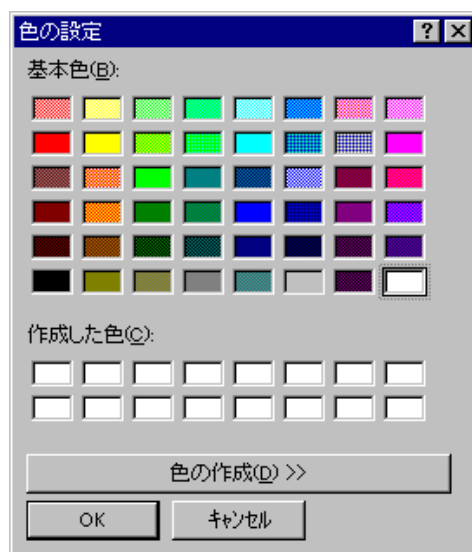 色の設定
? X
基本色(B):
作成した色(C):
色の作成(D) >>
OK キャンセル